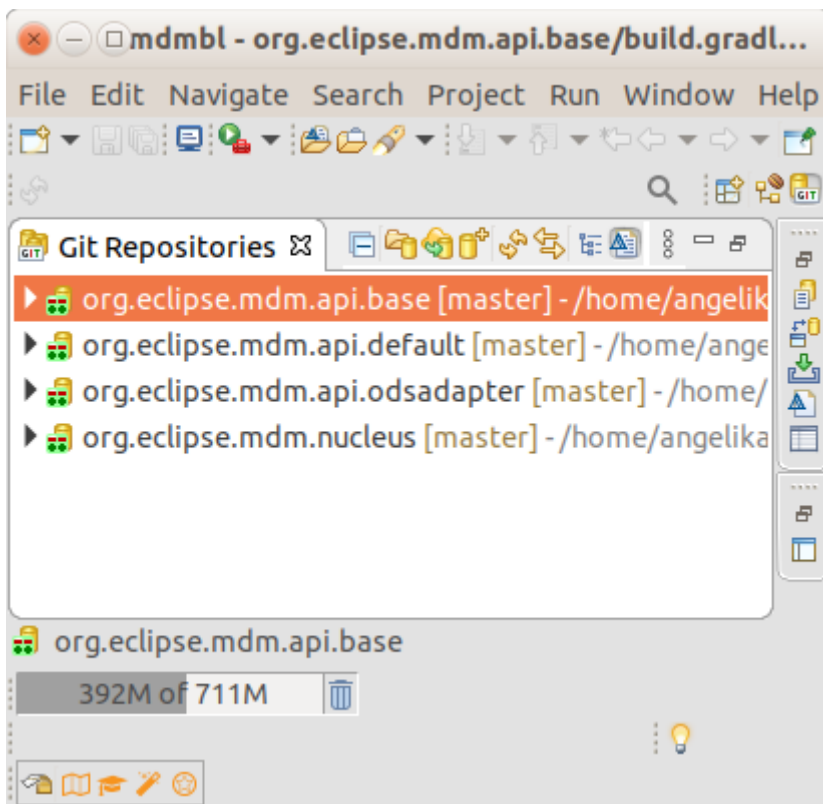 mdmbl - org.eclipse.mdm.api.base/build.gradl...
File Edit Navigate Search Project Run Window Help
GIT
GIT Git Repositories
org.eclipse.mdm.api.base [master] - /home/angelik
org.eclipse.mdm.api.default [master] - /home/ange
org.eclipse.mdm.api.odsadapter [master] - /home/
org.eclipse.mdm.nucleus [master] - /home/angelika
org.eclipse.mdm.api.base
392M of 711M